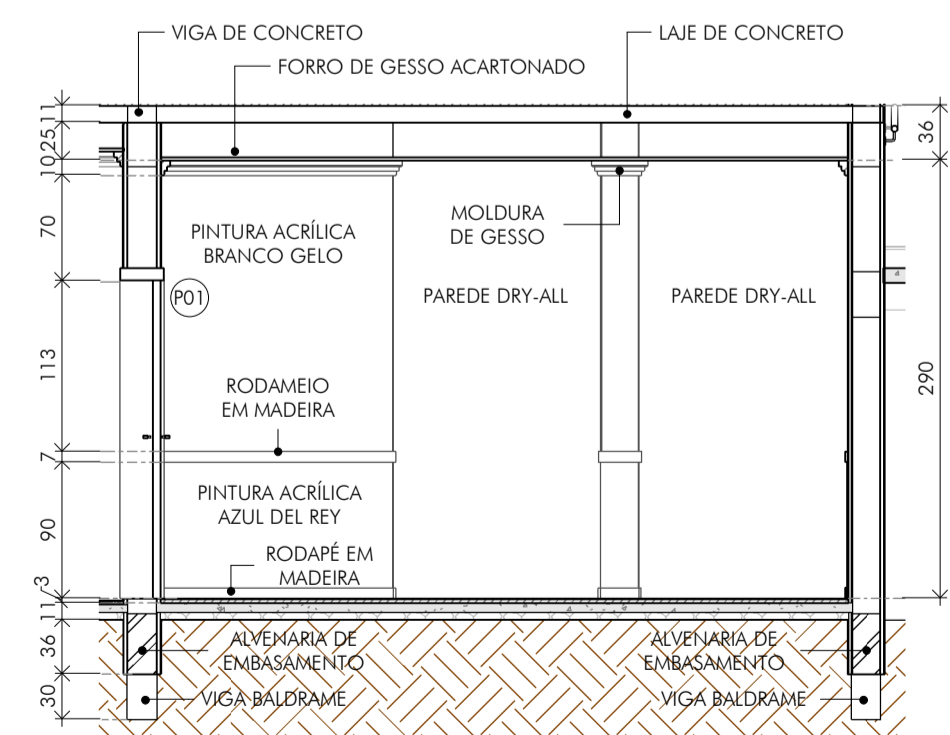 VIGA DE CONCRETO
LAJE DE CONCRETO
FORRO DE GESSO ACARTONADO
11
25
10
70
113
7
90
3
11
36
30
36
290
PINTURA ACRÍLICA
BRANCO GELO
MOLDURA
DE GESSO
P01
PAREDE DRY-ALL
PAREDE DRY-ALL
RODAMEIO
EM MADEIRA
PINTURA ACRÍLICA
AZUL DEL REY
RODAPÉ EM
MADEIRA
ALVENARIA DE
EMBASAMENTO
ALVENARIA DE
EMBASAMENTO
VIGA BALDRAME
VIGA BALDRAME